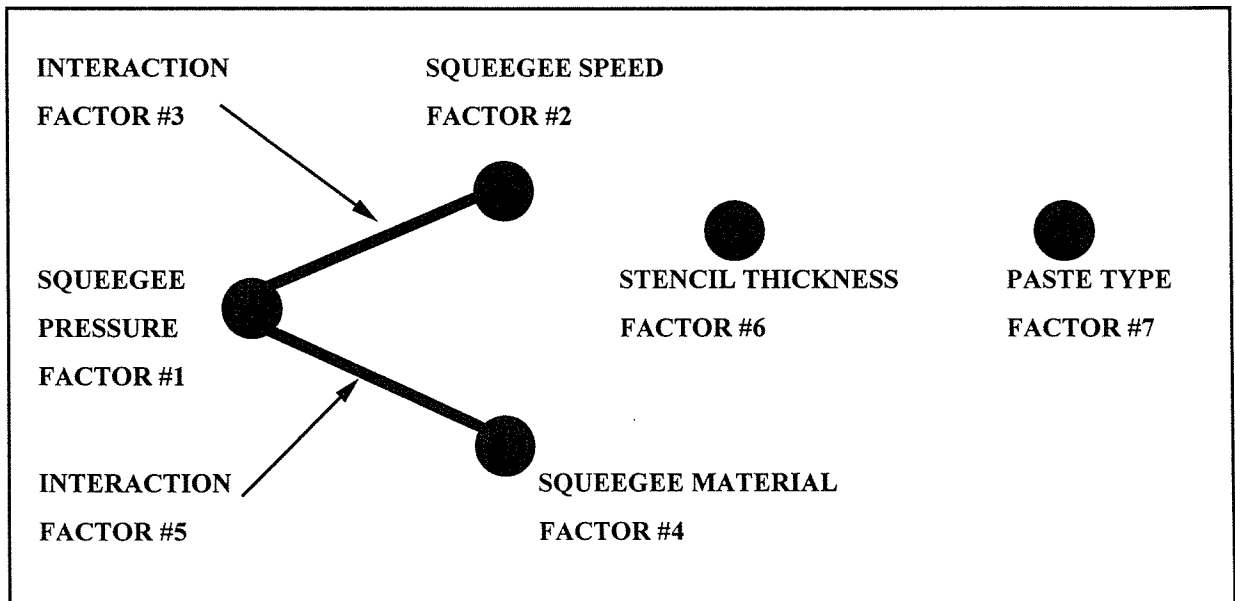 INTERACTION
FACTOR #3
SQUEEGEE SPEED
FACTOR #2
SQUEEGEE
PRESSURE
FACTOR #1
STENCIL THICKNESS
FACTOR #6
PASTE TYPE
FACTOR #7
INTERACTION
FACTOR #5
SQUEEGEE MATERIAL
FACTOR #4